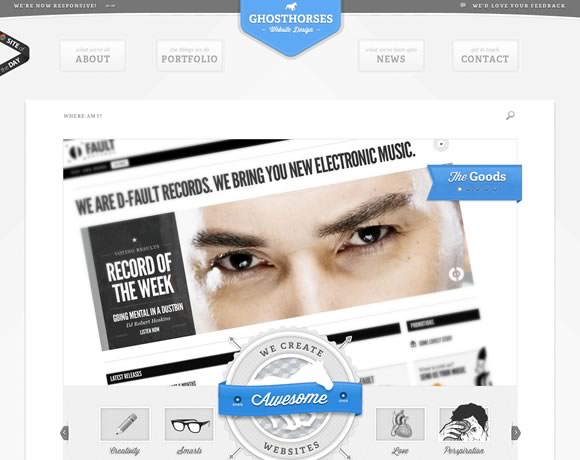 WE'RE NOW RESPONSIVE!
GHOSTHORSES
Website Design
WE'D LOVE YOUR FEEDBACK
SITE of the DAY
what we're all
ABOUT
the things we do
PORTFOLIO
what we've been upto
NEWS
get in touch
CONTACT
WHERE AM I?
FAULT
WE ARE D-FAULT RECORDS. WE BRING YOU NEW ELECTRONIC MUSIC.
The Goods
VOTING RESULTS
RECORD OF
THE WEEK
GOING MENTAL IN A DUSTBIN
DJ Robert Hoskins
LISTEN NOW
LATEST RELEASES
PROMOTIONS
SEND US YOUR MUSIC
WE CREATE
Awesome
WEBSITES
Creativity
Smarts
Love
Perspiration